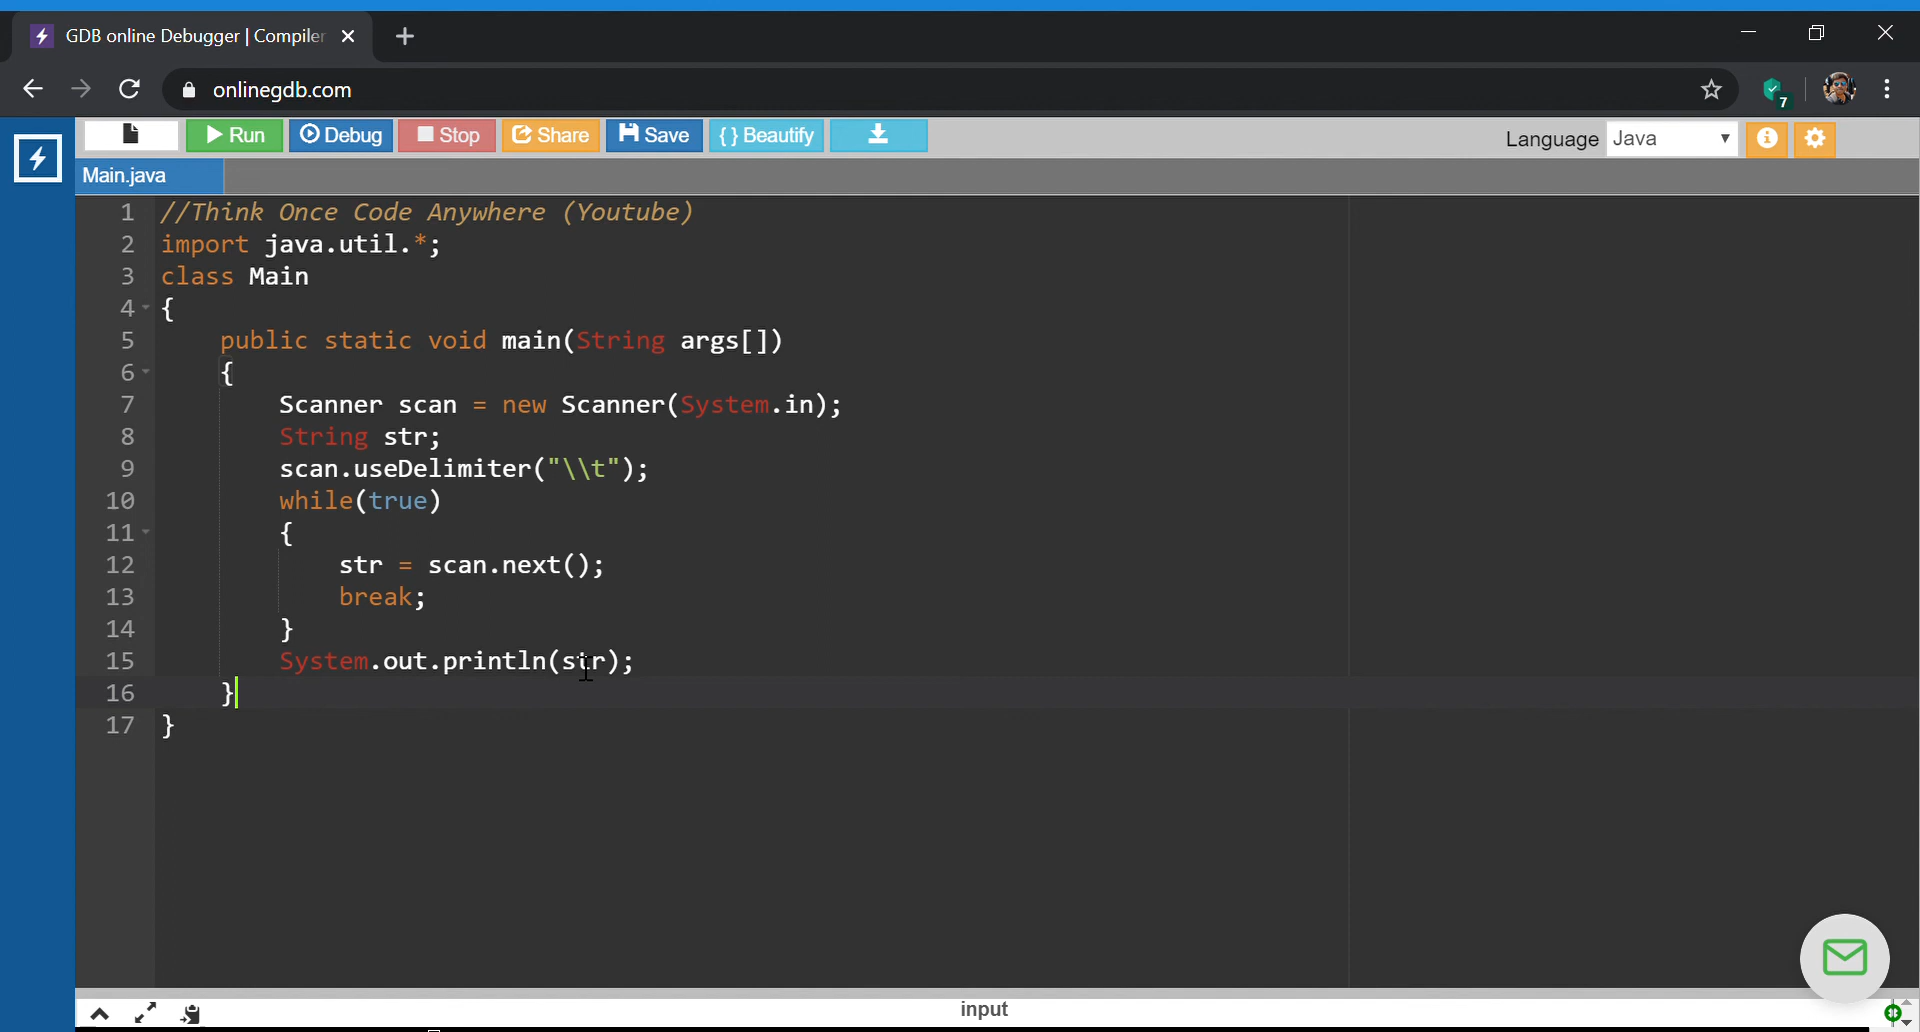 GDB online Debugger | Compiler
onlinegdb.com
7
Run Debug Stop Share Save { } Beautify
Language Java
Main.java
1 //Think Once Code Anywhere (Youtube)
2 import java.util.*;
3 class Main
4 {
5 public static void main(String args[])
6 {
7 Scanner scan = new Scanner(System.in);
8 String str;
9 scan.useDelimiter("\\t");
10 while(true)
11 {
12 str = scan.next();
13 break;
14 }
15 System.out.println(str);
16 }
17 }
input